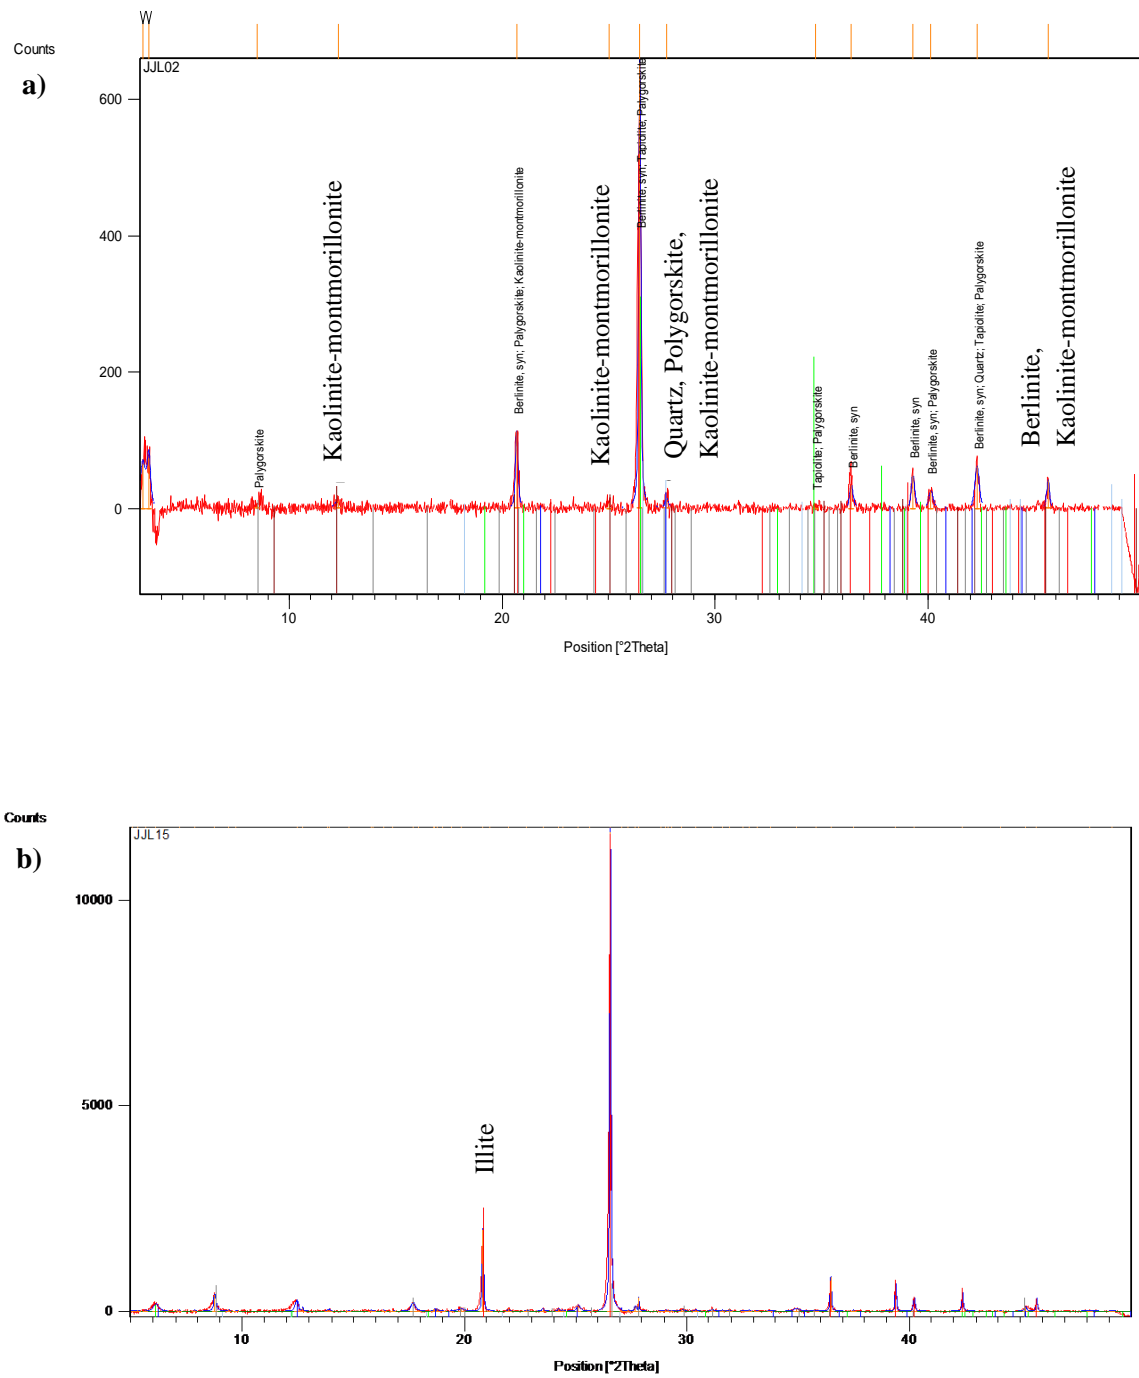 W
Counts
a)
JJL02
600
400
200
0
Palygorskite
Kaolinite-montmorillonite
Berlinite, syn; Palygorskite; Kaolinite-montmorillonite
Kaolinite-montmorillonite
Berlinite, syn; Tapiolite; Palygorskite
Quartz, Polygorskite,
Kaolinite-montmorillonite
Tapiolite; Palygorskite
Berlinite, syn
Berlinite, syn
Berlinite, syn; Palygorskite
Berlinite, syn; Quartz; Tapiolite; Palygorskite
Berlinite,
Kaolinite-montmorillonite
10 20 30 40
Position [°2Theta]
Counts
b)
JJL15
10000
5000
0
Illite
10 20 30 40
Position [°2Theta]